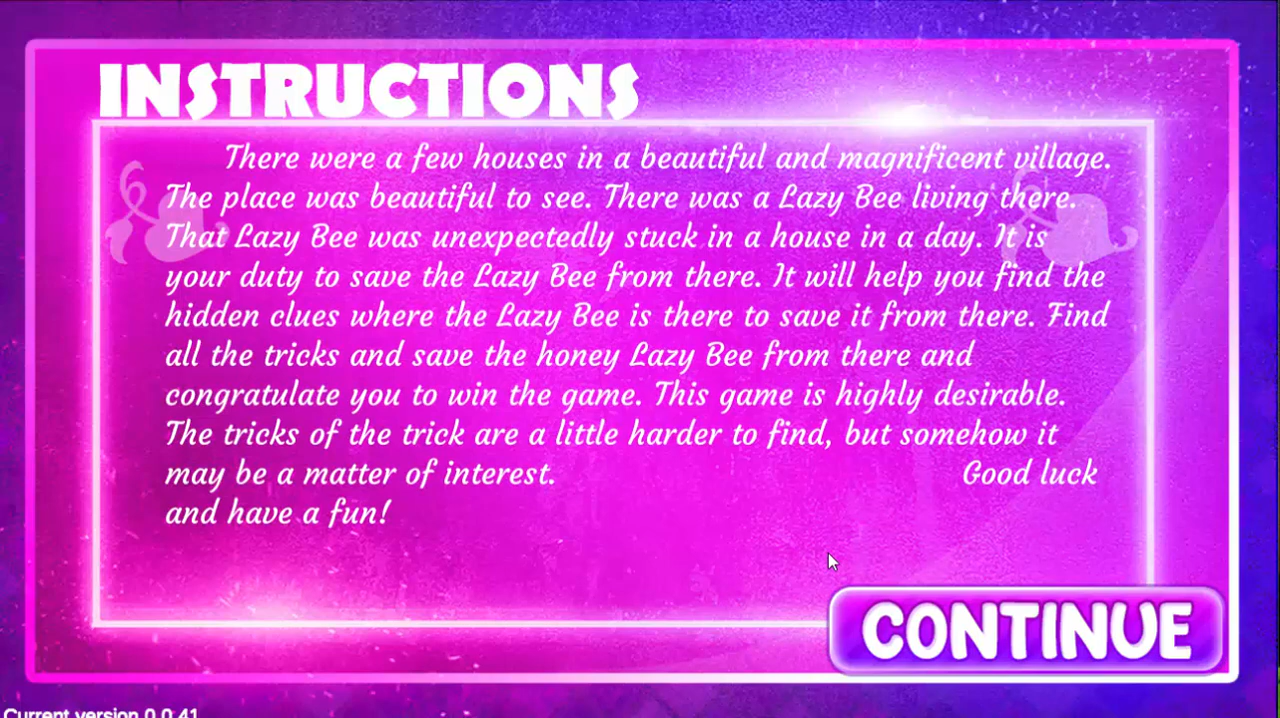 INSTRUCTIONS
There were a few houses in a beautiful and magnificent village.
The place was beautiful to see. There was a Lazy Bee living there.
That Lazy Bee was unexpectedly stuck in a house in a day. It is
your duty to save the Lazy Bee from there. It will help you find the
hidden clues where the Lazy Bee is there to save it from there. Find
all the tricks and save the honey Lazy Bee from there and
congratulate you to win the game. This game is highly desirable.
The tricks of the trick are a little harder to find, but somehow it
may be a matter of interest. Good luck
and have a fun!
CONTINUE
Current version 0.0.41